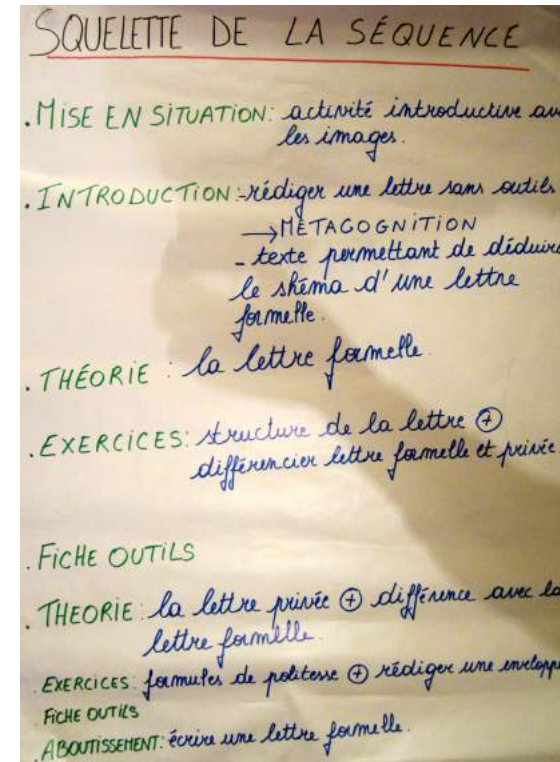 SQUELETTE DE LA SÉQUENCE
. MISE EN SITUATION: activité introductive
les images.
. INTRODUCTION: -rédiger une lettre sans outils
→ MÉTACOGNITION
- texte permettant de déduire
le shéma d'une lettre
formelle.
. THÉORIE : la lettre formelle.
. EXERCICES: structure de la lettre ⊕
différencier lettre formelle et privée.
. FICHE OUTILS
. THEORIE: la lettre privée ⊕ différence avec la
lettre formelle.
. EXERCICES: formules de politesse ⊕ rédiger une enveloppe
FICHE OUTILS
. ABOUTISSEMENT: écrire une lettre formelle.